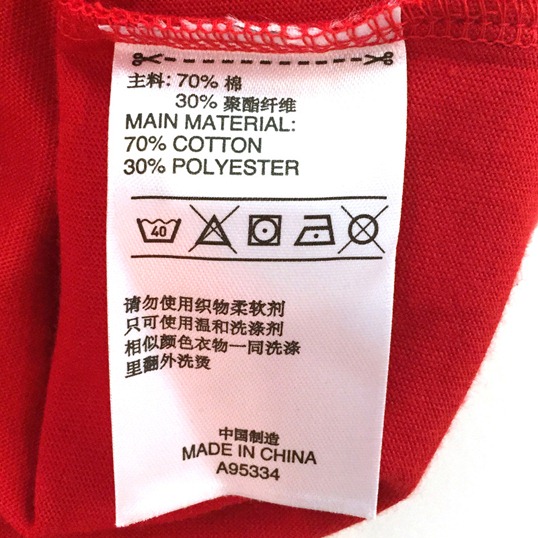 主料: 70% 棉
30% 聚酯纤维
MAIN MATERIAL:
70% COTTON
30% POLYESTER
40
请勿使用织物柔软剂
只可使用温和洗涤剂
相似颜色衣物一同洗涤
里翻外洗烫
中国制造
MADE IN CHINA
A95334